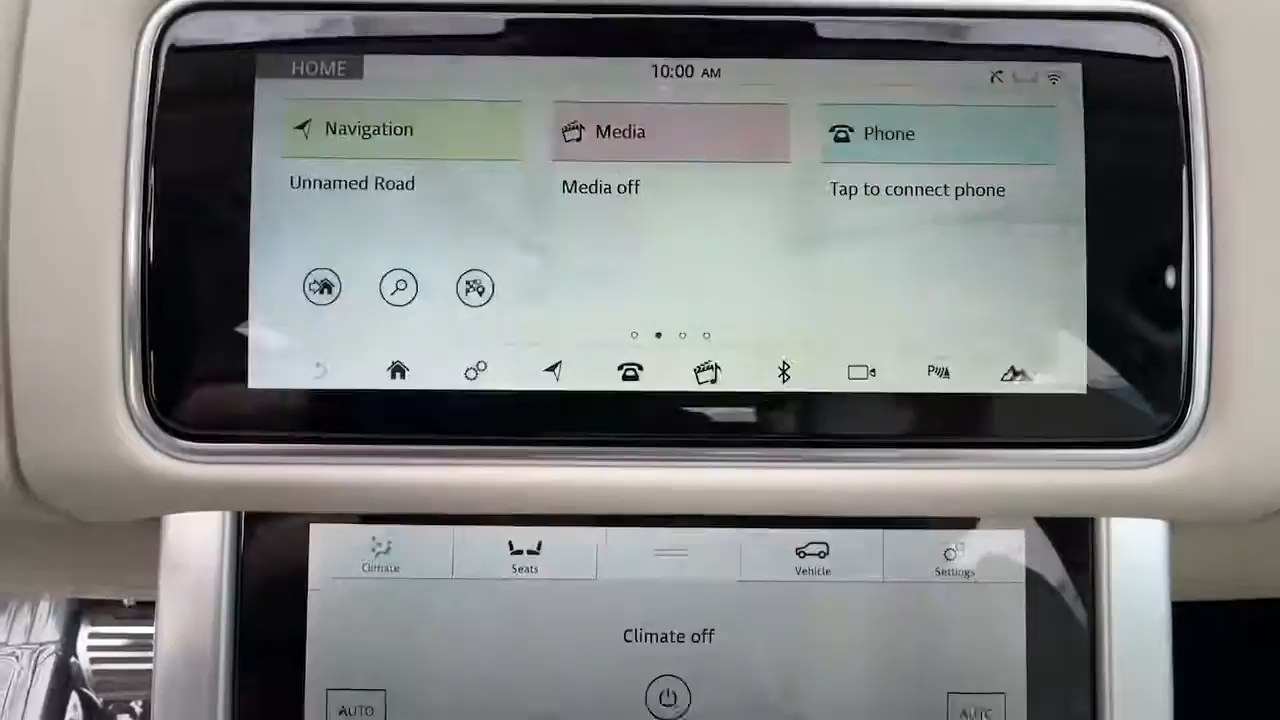 HOME
10:00 AM
Navigation
Media
Phone
Unnamed Road
Media off
Tap to connect phone
Climate
Seats
Vehicle
Settings
Climate off
AUTO
AUTO